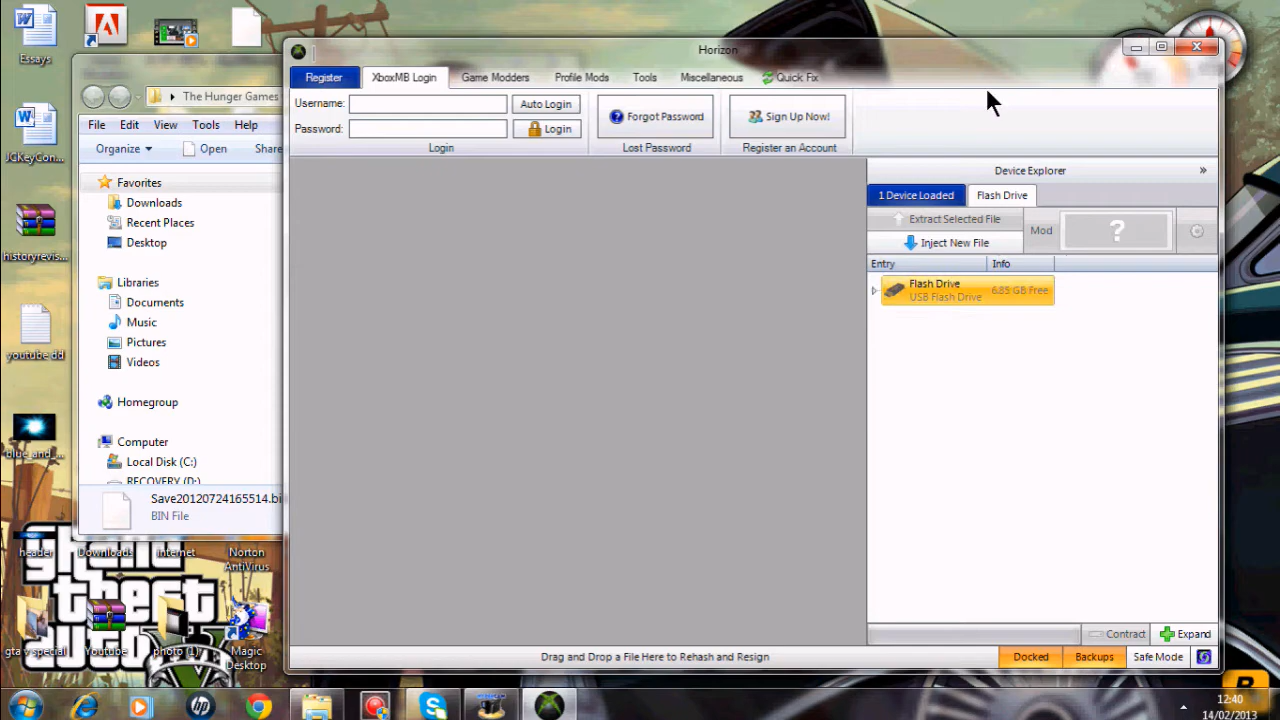 Essays
JGKeyCon...
historyrevis...
youtube dd
blue_and_...
header
Downloads
internet
Norton
AntiVirus
gta v special
Youtube
photo (1)
Magic
Desktop
The Hunger Games
File Edit View Tools Help
Organize Open Share
Favorites
Downloads
Recent Places
Desktop
Libraries
Documents
Music
Pictures
Videos
Homegroup
Computer
Local Disk (C:)
RECOVERY (D:)
Save20120724165514.bi
BIN File
Horizon
Register XboxMB Login Game Modders Profile Mods Tools Miscellaneous Quick Fix
Username: Auto Login
Password: Login
Login
Forgot Password
Lost Password
Sign Up Now!
Register an Account
Device Explorer »
1 Device Loaded Flash Drive
Extract Selected File
Inject New File
Mod ?
Entry Info
Flash Drive
USB Flash Drive
6.85 GB Free
Contract Expand
Drag and Drop a File Here to Rehash and Resign
Docked Backups Safe Mode
grand
theft
auto
hp
12:40
14/02/2013